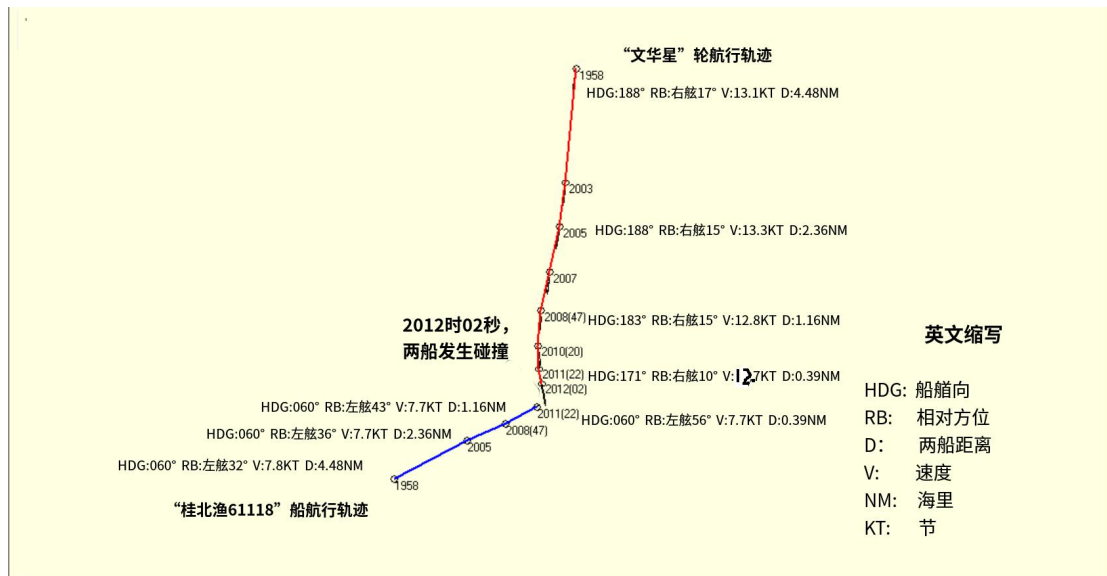 “文华星”轮航行轨迹
1958
HDG:188° RB:右舷17° V:13.1KT D:4.48NM
2003
2005
HDG:188° RB:右舷15° V:13.3KT D:2.36NM
2007
2008(47)
HDG:183° RB:右舷15° V:12.8KT D:1.16NM
2012时02秒，
两船发生碰撞
2010(20)
2011(22)
HDG:171° RB:右舷10° V:12.7KT D:0.39NM
2012(02)
HDG:060° RB:左舷43° V:7.7KT D:1.16NM
2011(22)
HDG:060° RB:左舷56° V:7.7KT D:0.39NM
2008(47)
HDG:060° RB:左舷36° V:7.7KT D:2.36NM
2005
HDG:060° RB:左舷32° V:7.8KT D:4.48NM
1958
“桂北渔61118”船航行轨迹
英文缩写
HDG: 船艏向
RB: 相对方位
D： 两船距离
V: 速度
NM: 海里
KT: 节